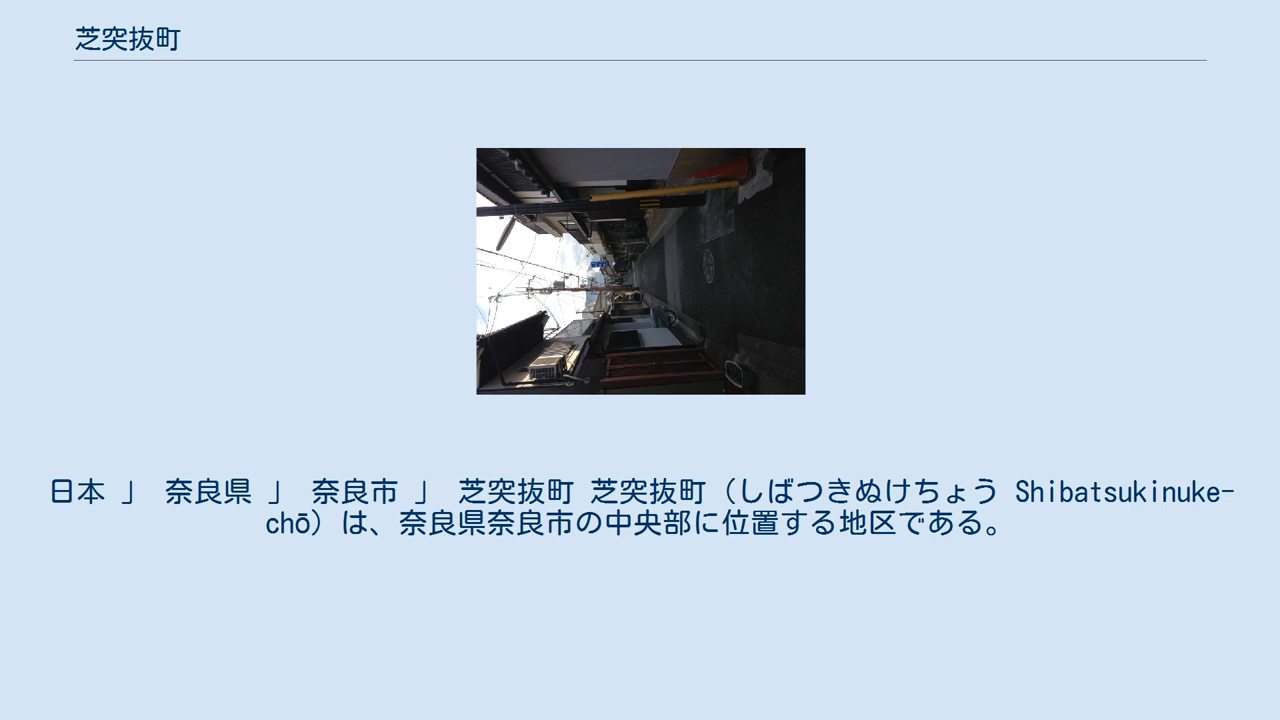 芝突抜町
日本 」 奈良県 」 奈良市 」 芝突抜町 芝突抜町（しばつきぬけちょう Shibatsukinuke-
chō）は、奈良県奈良市の中央部に位置する地区である。